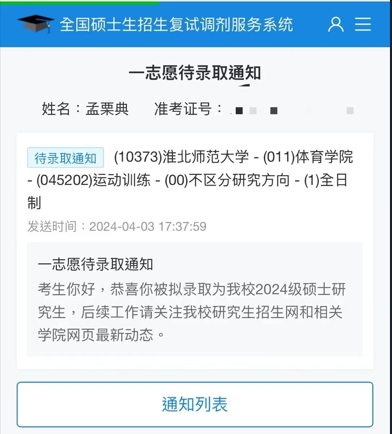 全国硕士生招生复试调剂服务系统
一志愿待录取通知
姓名：孟栗典 准考证号：
待录取通知 (10373)淮北师范大学 - (011)体育学院
- (045202)运动训练 - (00)不区分研究方向 - (1)全日
制
发送时间：2024-04-03 17:37:59
一志愿待录取通知
考生你好，恭喜你被拟录取为我校2024级硕士研
究生，后续工作请关注我校研究生招生网和相关
学院网页最新动态。
通知列表